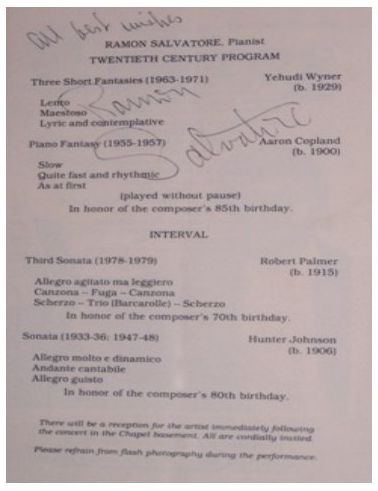 All best wishes
RAMON SALVATORE, Pianist
TWENTIETH CENTURY PROGRAM
Three Short Fantasies (1963-1971) Yehudi Wyner
(b. 1929)
Lento
Maestoso
Lyric and contemplative
Ramon
Salvatore
Piano Fantasy (1955-1957) Aaron Copland
(b. 1900)
Slow
Quite fast and rhythmic
As at first
(played without pause)
In honor of the composer's 85th birthday.
INTERVAL
Third Sonata (1978-1979) Robert Palmer
(b. 1915)
Allegro agitato ma leggiero
Canzona – Fuga – Canzona
Scherzo – Trio (Barcarolle) – Scherzo
In honor of the composer's 70th birthday.
Sonata (1933-36; 1947-48) Hunter Johnson
(b. 1906)
Allegro molto e dinamico
Andante cantabile
Allegro guisto
In honor of the composer's 80th birthday.
There will be a reception for the artist immediately following
the concert in the Chapel basement. All are cordially invited.
Please refrain from flash photography during the performance.